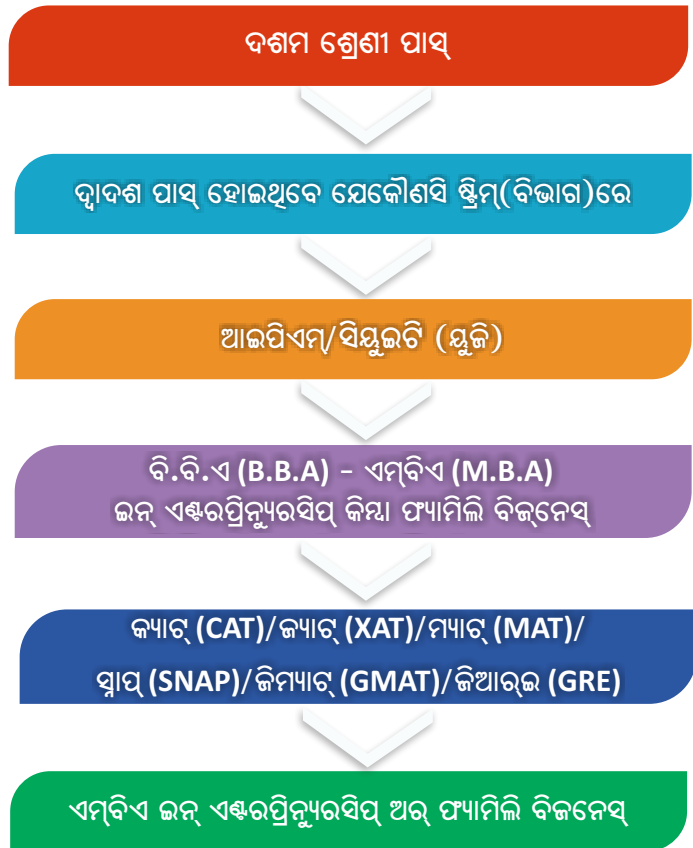 ଦଶମ ଶ୍ରେଣୀ ପାସ୍
ଦ୍ୱାଦଶ ପାସ୍ ହୋଇଥିବେ ଯେକୌଣସି ଷ୍ଟ୍ରିମ୍(ବିଭାଗ)ରେ
ଆଇପିଏମ୍/ସିୟୁଇଟି (ୟୁଜି)
ବି.ବି.ଏ (B.B.A) - ଏମ୍‌ବିଏ (M.B.A)
ଇନ୍ ଏଣ୍ଟରପ୍ରିନ୍ୟୁରସିପ୍ କିମ୍ବା ଫ୍ୟାମିଲି ବିଜ୍‌ନେସ୍
କ୍ୟାଟ୍ (CAT)/ଜ୍ୟାଟ୍ (XAT)/ମ୍ୟାଟ୍ (MAT)/
ସ୍ନାପ୍ (SNAP)/ଜିମ୍ୟାଟ୍ (GMAT)/ଜିଆର୍‌ଇ (GRE)
ଏମ୍‌ବିଏ ଇନ୍ ଏଣ୍ଟରପ୍ରିନ୍ୟୁରସିପ୍ ଅର୍ ଫ୍ୟାମିଲି ବିଜନେସ୍